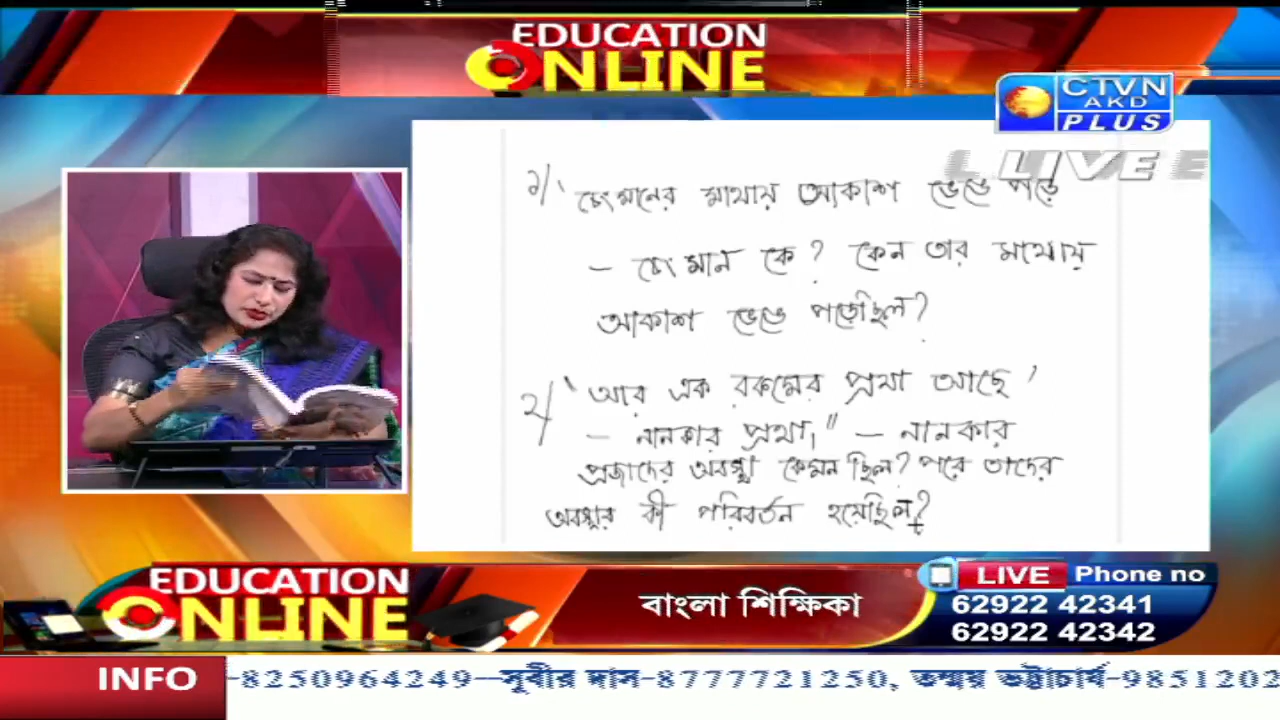 EDUCATION
ONLINE
CTVN
AKD
PLUS
LIVE
১/ ' চেংমানের মাথায় আকাশ ভেঙে পড়ে
– চেংমান কে? কেন তার মাথায়
আকাশ ভেঙে পড়েছিল?
২/ ' আর এক রকমের প্রথা আছে '
– নানকার প্রথা।" – নানকার
প্রজাদের অবস্থা কেমন ছিল? পরে তাদের
অবস্থার কী পরিবর্তন হয়েছিল?
EDUCATION
ONLINE
বাংলা শিক্ষিকা
LIVE Phone no
62922 42341
62922 42342
INFO -8250964249--সুবীর দাস-8777721250, তন্ময় ভট্টাচার্য-9851202